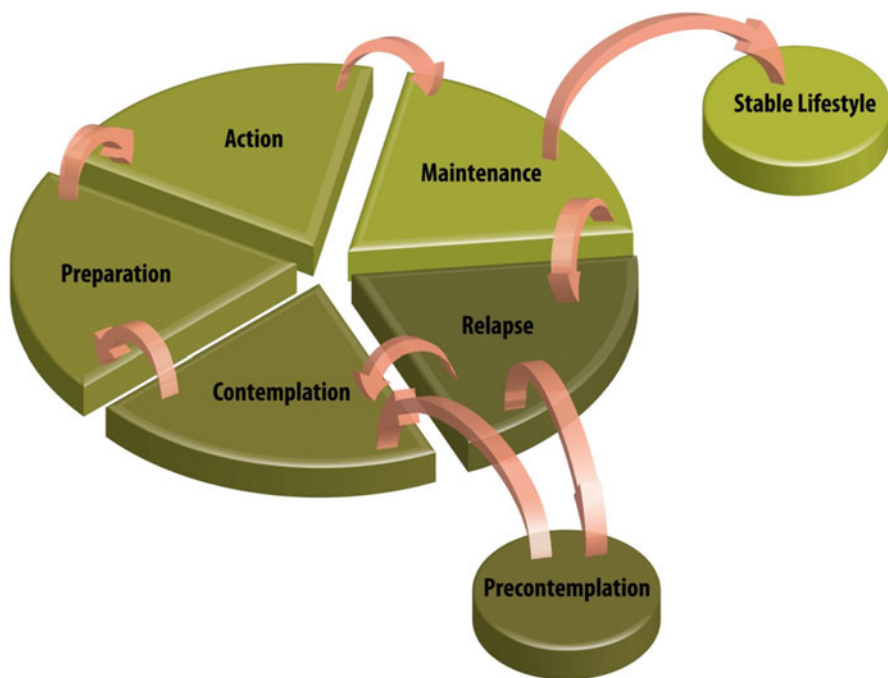 Stable Lifestyle
Action
Maintenance
Preparation
Relapse
Contemplation
Precontemplation